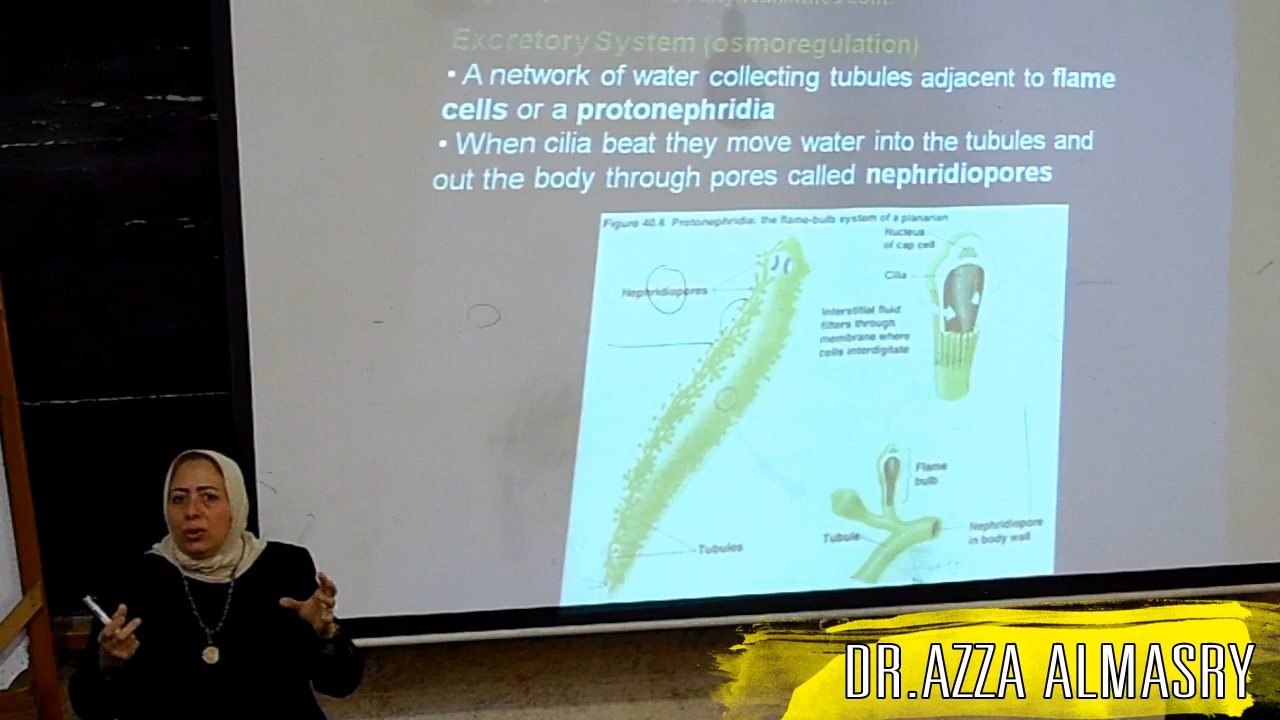 Excretory System (osmoregulation)
• A network of water collecting tubules adjacent to flame
cells or a protonephridia
• When cilia beat they move water into the tubules and
out the body through pores called nephridiopores
Figure 40.6 Protonephridia: the flame-bulb system of a planarian
Nucleus
of cap cell
Cilia
Nephridiopores
Interstitial fluid
filters through
membrane where
cells interdigitate
Flame
bulb
Nephridiopore
in body wall
Tubule
Tubules
DR.AZZA ALMASRY